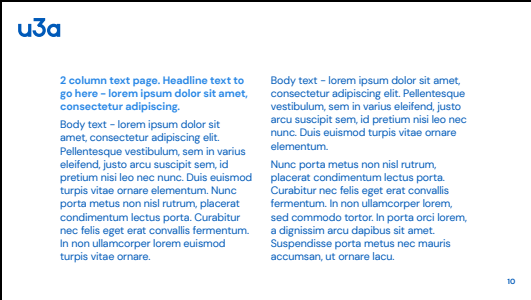 u3a
2 column text page. Headline text to
go here - lorem ipsum dolor sit amet,
consectetur adipiscing.
Body text - lorem ipsum dolor sit
amet, consectetur adipiscing elit.
Pellentesque vestibulum, sem in varius
eleifend, justo arcu suscipit sem, id
pretium nisi leo nec nunc. Duis euismod
turpis vitae ornare elementum. Nunc
porta metus non nisl rutrum, placerat
condimentum lectus porta. Curabitur
nec felis eget erat convallis fermentum.
In non ullamcorper lorem euismod
turpis vitae ornare.
Body text - lorem ipsum dolor sit amet,
consectetur adipiscing elit. Pellentesque
vestibulum, sem in varius eleifend, justo
arcu suscipit sem, id pretium nisi leo nec
nunc. Duis euismod turpis vitae ornare
elementum.
Nunc porta metus non nisl rutrum,
placerat condimentum lectus porta.
Curabitur nec felis eget erat convallis
fermentum. In non ullamcorper lorem,
sed commodo tortor. In porta orci lorem,
a dignissim arcu dapibus sit amet.
Suspendisse porta metus nec mauris
accumsan, ut ornare lacu.
10